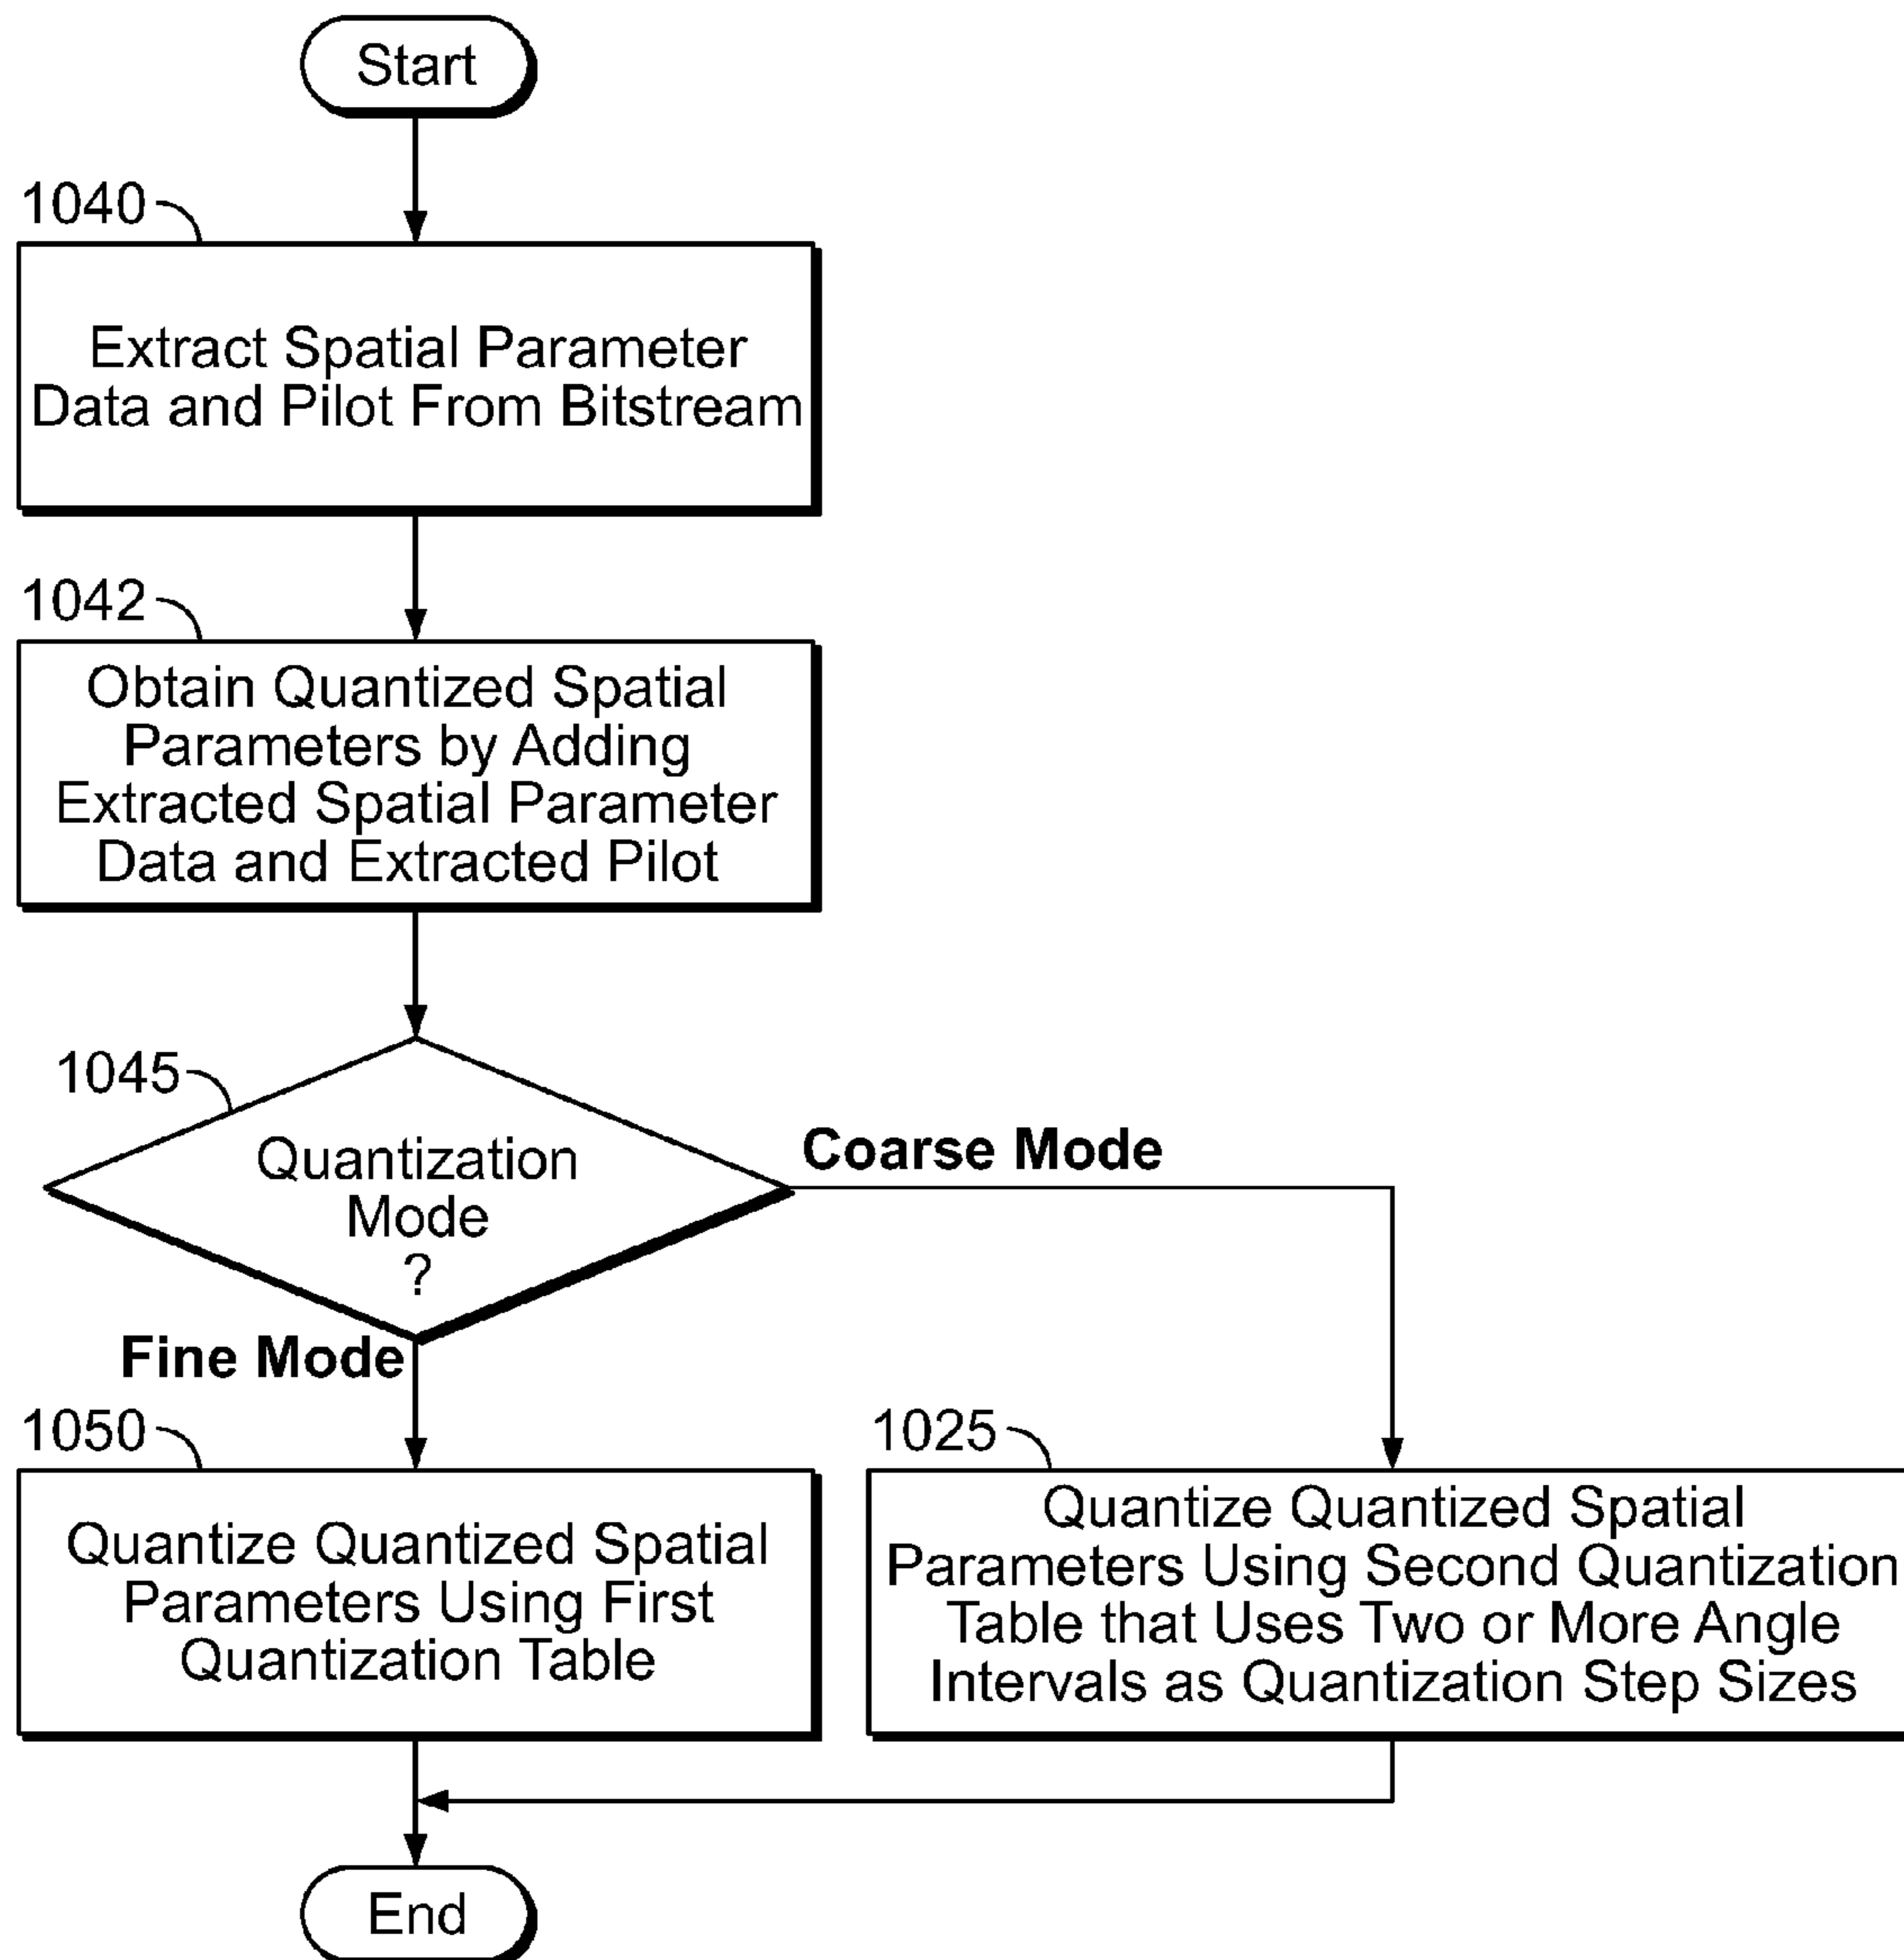 Start
1040
Extract Spatial Parameter
Data and Pilot From Bitstream
1042
Obtain Quantized Spatial
Parameters by Adding
Extracted Spatial Parameter
Data and Extracted Pilot
1045
Quantization
Mode
?
Coarse Mode
Fine Mode
1050
Quantize Quantized Spatial
Parameters Using First
Quantization Table
1025
Quantize Quantized Spatial
Parameters Using Second Quantization
Table that Uses Two or More Angle
Intervals as Quantization Step Sizes
End